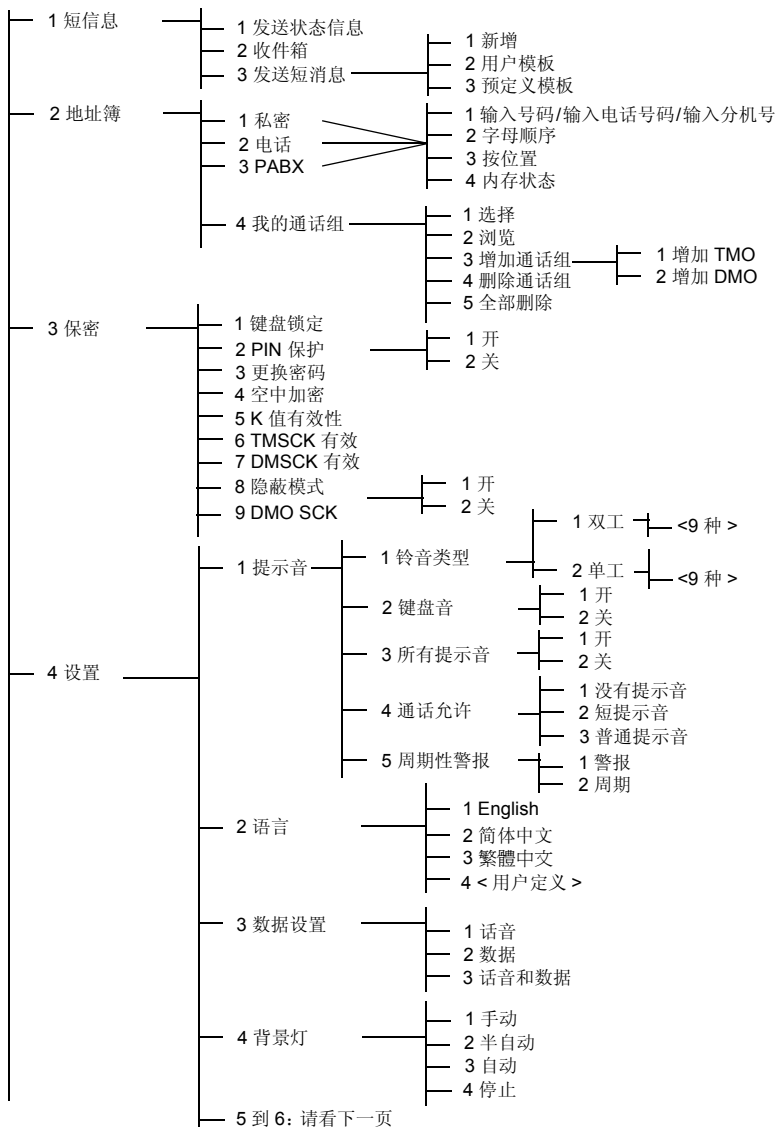 1 短信息
1 发送状态信息
2 收件箱
3 发送短消息
1 新增
2 用户模板
3 预定义模板
2 地址簿
1 私密
2 电话
3 PABX
1 输入号码/输入电话号码/输入分机号
2 字母顺序
3 按位置
4 内存状态
4 我的通话组
1 选择
2 浏览
3 增加通话组
4 删除通话组
5 全部删除
1 增加 TMO
2 增加 DMO
3 保密
1 键盘锁定
2 PIN 保护
3 更换密码
4 空中加密
5 K 值有效性
6 TMSCK 有效
7 DMSCK 有效
8 隐蔽模式
9 DMO SCK
1 开
2 关
1 开
2 关
4 设置
1 提示音
1 铃音类型
1 双工
<9 种 >
2 单工
<9 种 >
2 键盘音
1 开
2 关
3 所有提示音
1 开
2 关
4 通话允许
1 没有提示音
2 短提示音
3 普通提示音
5 周期性警报
1 警报
2 周期
2 语言
1 English
2 简体中文
3 繁體中文
4 < 用户定义 >
3 数据设置
1 话音
2 数据
3 话音和数据
4 背景灯
1 手动
2 半自动
3 自动
4 停止
5 到 6: 请看下一页